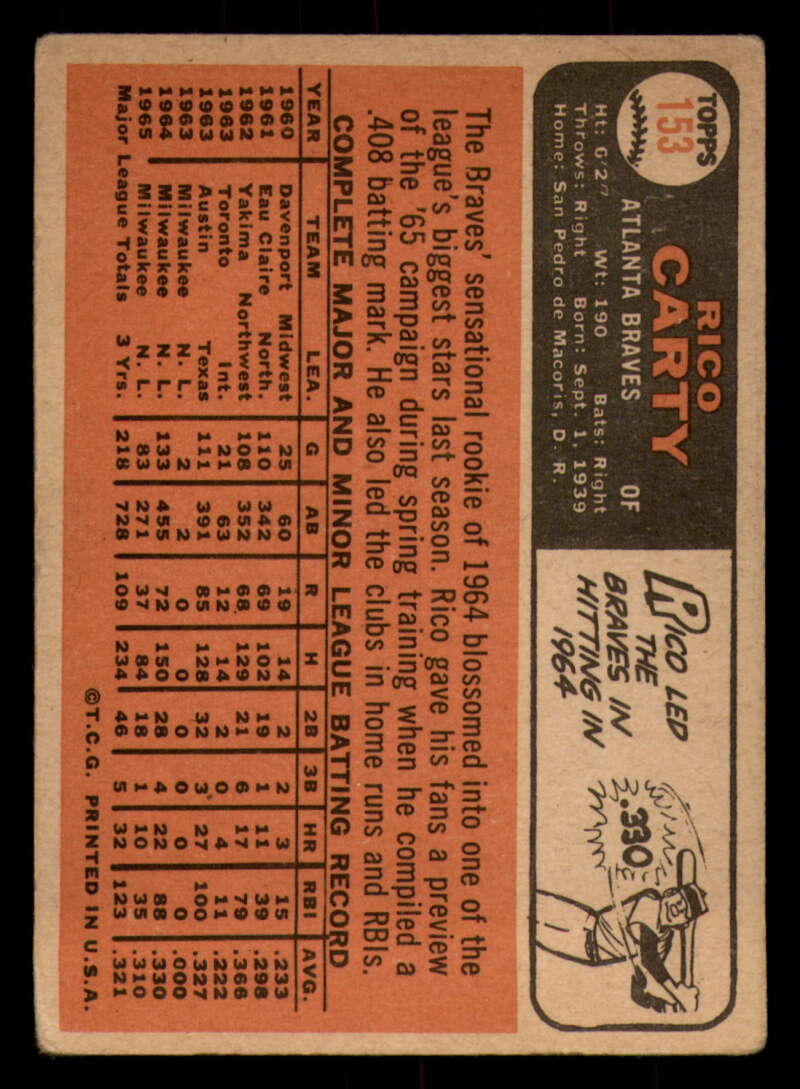 TOPPS
153
RICO
CARTY
ATLANTA BRAVES OF
Ht: 6'2" Wt: 190 Bats: Right
Throws: Right Born: Sept. 1, 1939
Home: San Pedro de Macoris, D. R.
RICO LED
THE
BRAVES IN
HITTING IN
1964
.330
B
The Braves' sensational rookie of 1964 blossomed into one of the
league's biggest stars last season. Rico gave his fans a preview
of the '65 campaign during spring training when he compiled a
.408 batting mark. He also led the clubs in home runs and RBIs.
COMPLETE MAJOR AND MINOR LEAGUE BATTING RECORD
YEAR TEAM LEA. G AB R H 2B 3B HR RBI AVG.
1960 Davenport Midwest 25 60 19 14 2 2 3 15 .233
1961 Eau Claire North. 110 342 69 102 19 1 11 39 .298
1962 Yakima Northwest 108 352 68 129 21 6 17 79 .366
1963 Toronto Int. 21 63 12 14 2 0 4 11 .222
1963 Austin Texas 111 391 85 128 32 3 27 100 .327
1963 Milwaukee N. L. 2 2 0 0 0 0 0 0 .000
1964 Milwaukee N. L. 133 455 72 150 28 4 22 88 .330
1965 Milwaukee N. L. 83 271 37 84 18 1 10 35 .310
Major League Totals 3 Yrs. 218 728 109 234 46 5 32 123 .321
©T.C.G. PRINTED IN U.S.A.